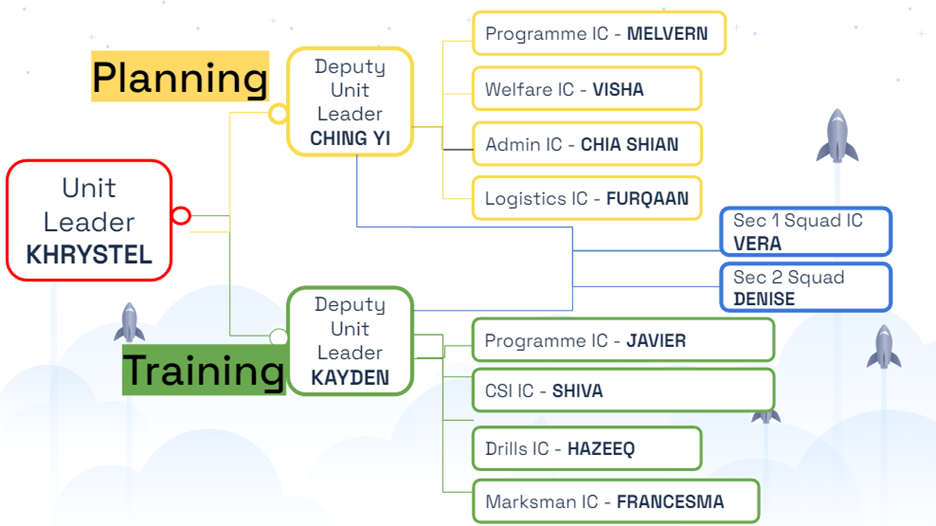 Planning
Deputy
Unit
Leader
CHING YI
Programme IC - MELVERN
Welfare IC - VISHA
Admin IC - CHIA SHIAN
Logistics IC - FURQAAN
Unit
Leader
KHRYSTEL
Sec 1 Squad IC
VERA
Sec 2 Squad
DENISE
Training
Deputy
Unit
Leader
KAYDEN
Programme IC - JAVIER
CSI IC - SHIVA
Drills IC - HAZEEQ
Marksman IC - FRANCESMA